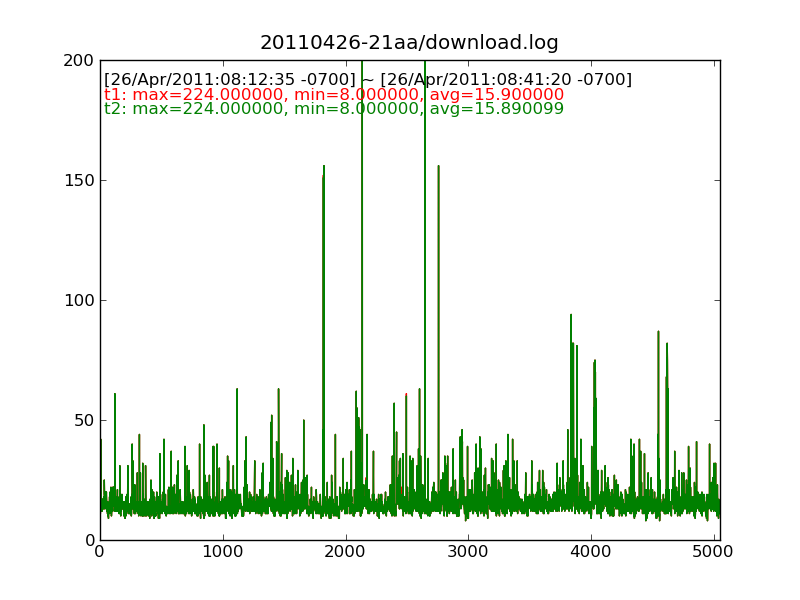 20110426-21aa/download.log
200
[26/Apr/2011:08:12:35 -0700] ~ [26/Apr/2011:08:41:20 -0700]
t1: max=224.000000, min=8.000000, avg=15.900000
t2: max=224.000000, min=8.000000, avg=15.890099
150
100
50
0
0 1000 2000 3000 4000 5000